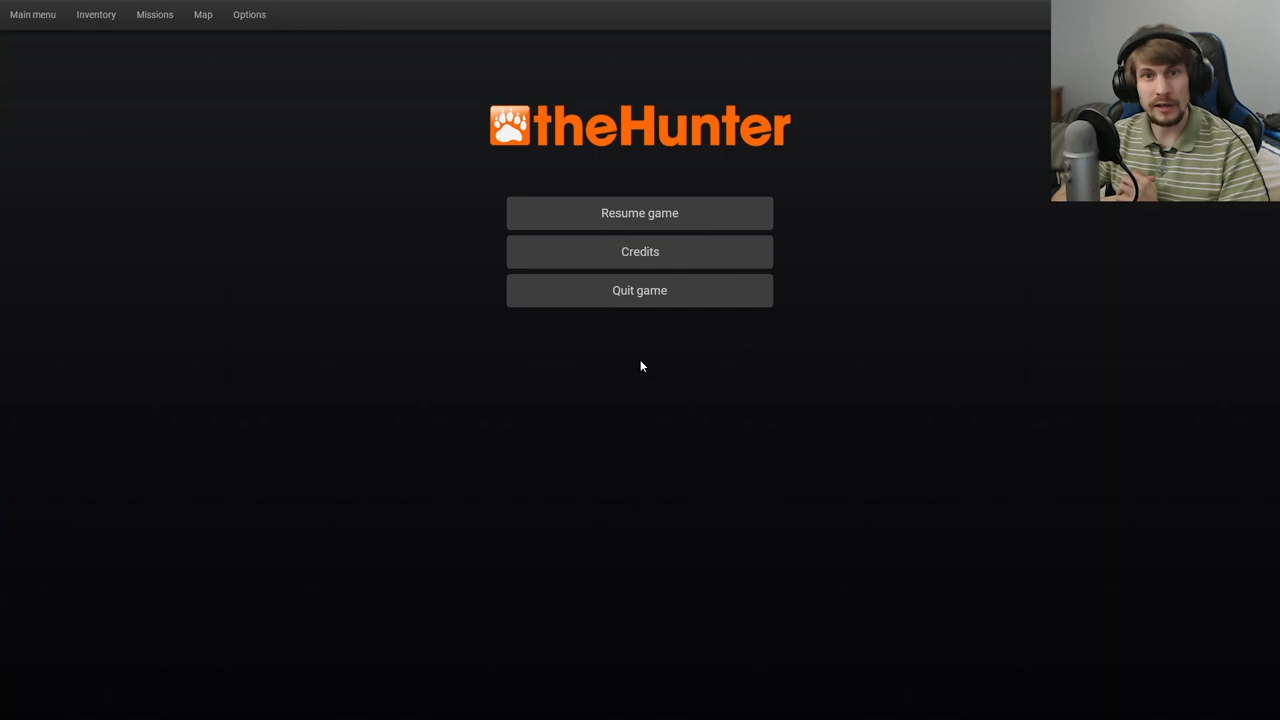 Main menu Inventory Missions Map Options
theHunter
Resume game
Credits
Quit game